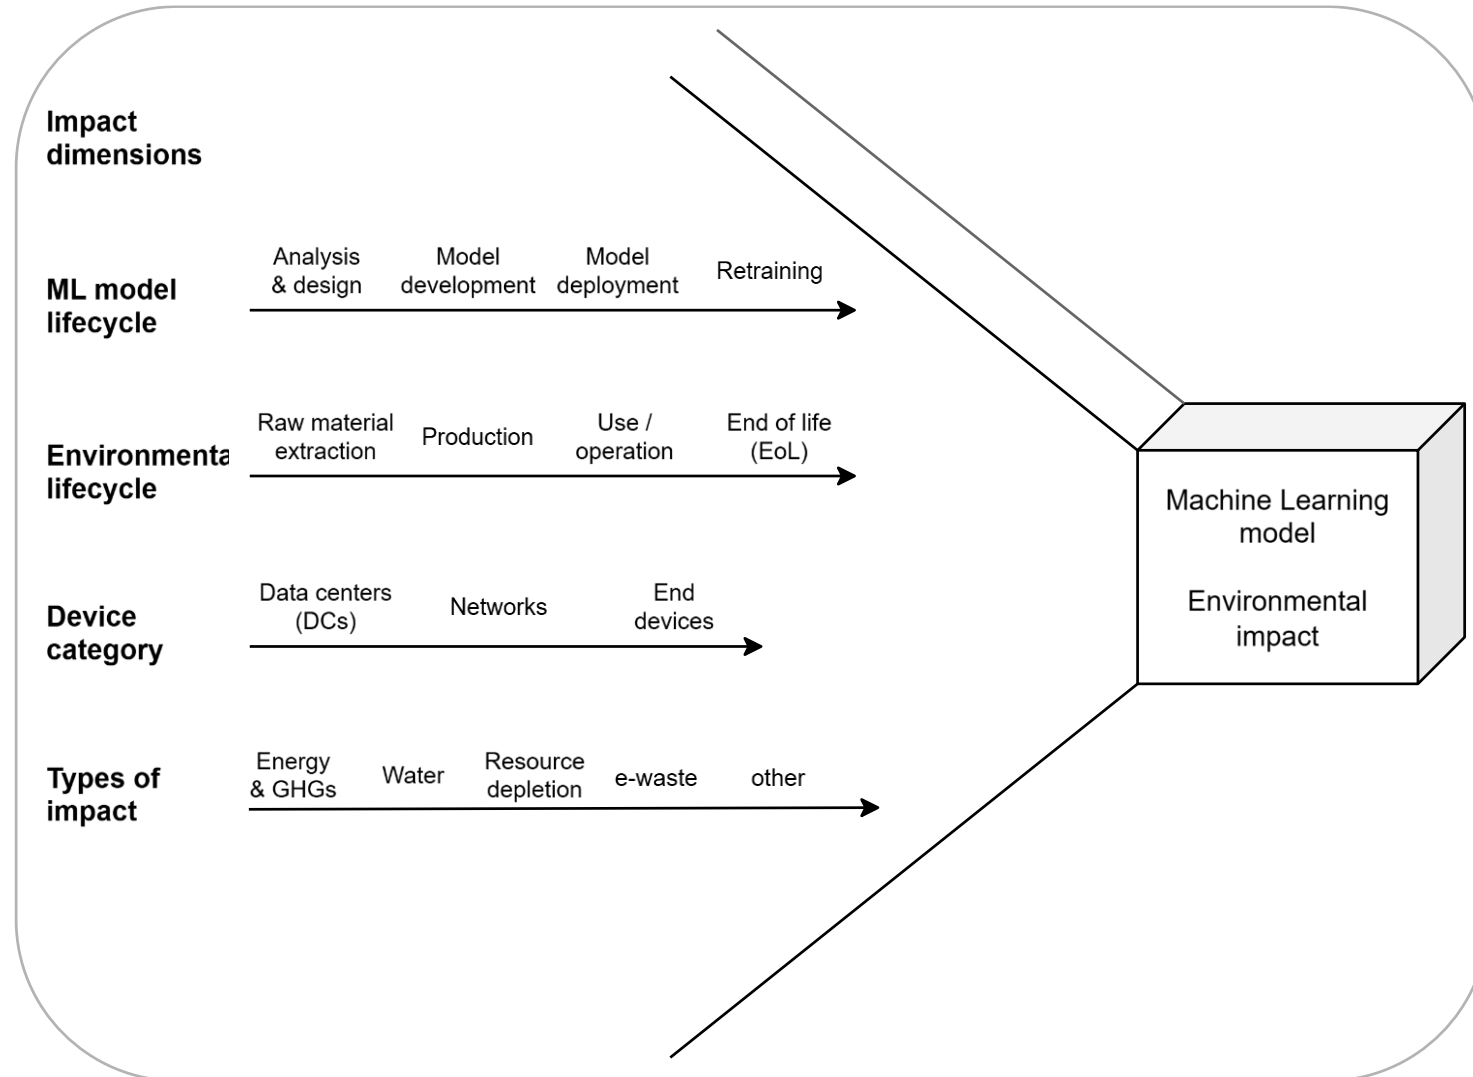 Impact
dimensions
Analysis
& design
Model
development
Model
deployment
Retraining
ML model
lifecycle
Raw material
extraction
Production
Use /
operation
End of life
(EoL)
Environmenta
lifecycle
Data centers
(DCs)
Networks
End
devices
Device
category
Energy
& GHGs
Water
Resource
depletion
e-waste
other
Types of
impact
Machine Learning
model
Environmental
impact